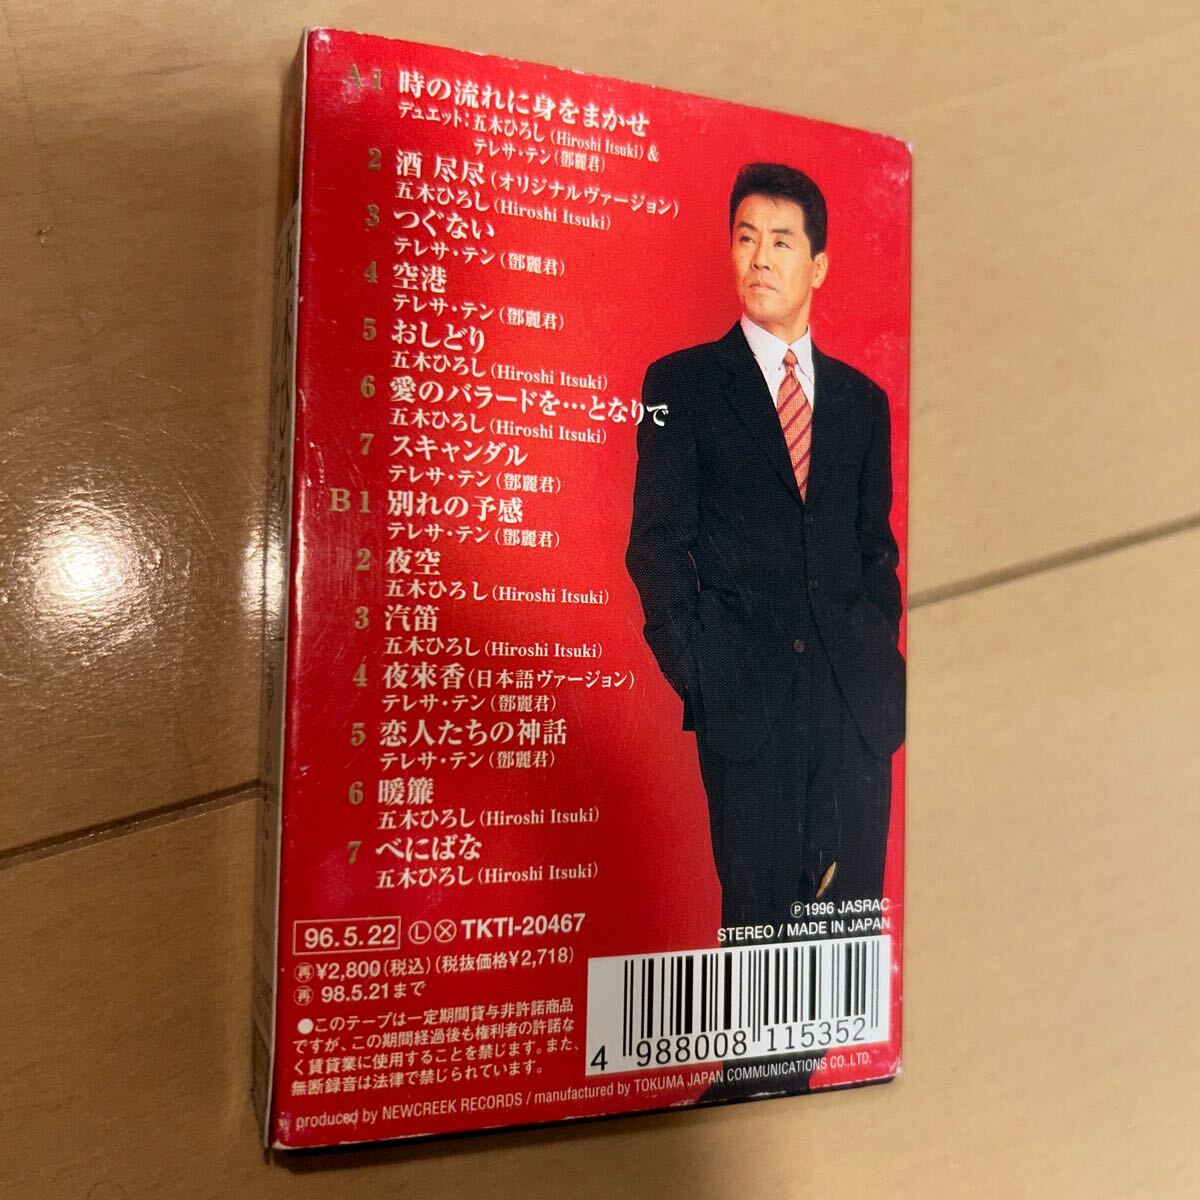 A1 時の流れに身をまかせ
デュエット:五木ひろし(Hiroshi Itsuki)&
テレサ・テン(鄧麗君)
2 酒 尽尽(オリジナルヴァージョン)
五木ひろし(Hiroshi Itsuki)
3 つぐない
テレサ・テン(鄧麗君)
4 空港
テレサ・テン(鄧麗君)
5 おしどり
五木ひろし(Hiroshi Itsuki)
6 愛のバラードを…となりで
五木ひろし(Hiroshi Itsuki)
7 スキャンダル
テレサ・テン(鄧麗君)
B1 別れの予感
テレサ・テン(鄧麗君)
2 夜空
五木ひろし(Hiroshi Itsuki)
3 汽笛
五木ひろし(Hiroshi Itsuki)
4 夜來香(日本語ヴァージョン)
テレサ・テン(鄧麗君)
5 恋人たちの神話
テレサ・テン(鄧麗君)
6 暖簾
五木ひろし(Hiroshi Itsuki)
7 べにばな
五木ひろし(Hiroshi Itsuki)
℗1996 JASRAC
STEREO / MADE IN JAPAN
96.5.22 Ⓛ ⓧ TKTI-20467
㊢¥2,800(税込)(税抜価格¥2,718)
㊢98.5.21まで
●このテープは一定期間貸与非許諾商品
ですが、この期間経過後も権利者の許諾な
く賃貸業に使用することを禁じます。また、
無断録音は法律で禁じられています。
4 988008 115352
produced by NEWCREEK RECORDS / manufactured by TOKUMA JAPAN COMMUNICATIONS CO., LTD.